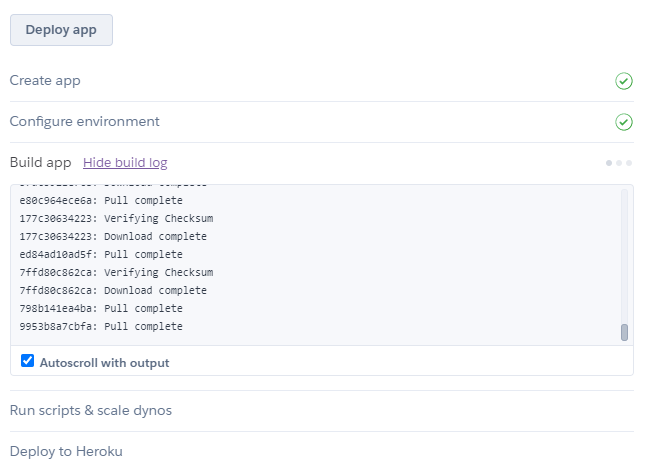 Deploy app
Create app
Configure environment
Build app Hide build log
e80c964ece6a: Pull complete
177c30634223: Verifying Checksum
177c30634223: Download complete
ed84ad10ad5f: Pull complete
7ffd80c862ca: Verifying Checksum
7ffd80c862ca: Download complete
798b141ea4ba: Pull complete
9953b8a7cbfa: Pull complete
Autoscroll with output
Run scripts & scale dynos
Deploy to Heroku